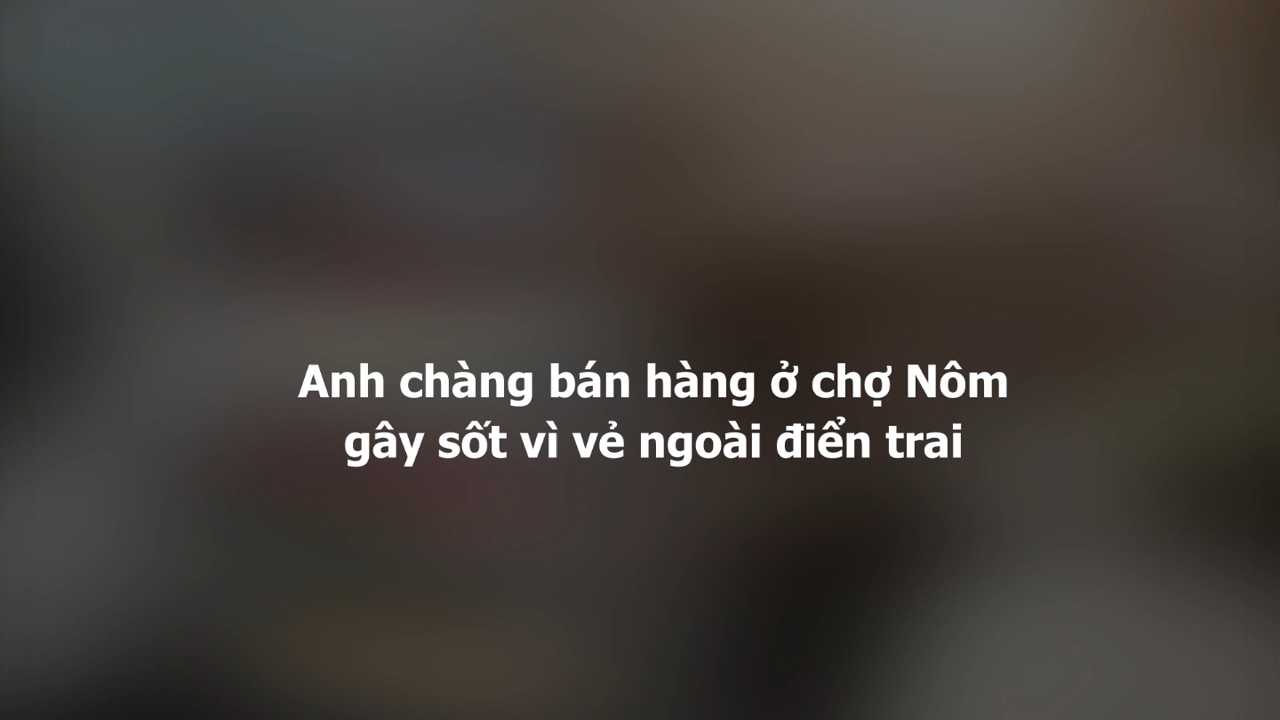 Anh chàng bán hàng ở chợ Nôm
gây sốt vì vẻ ngoài điển trai